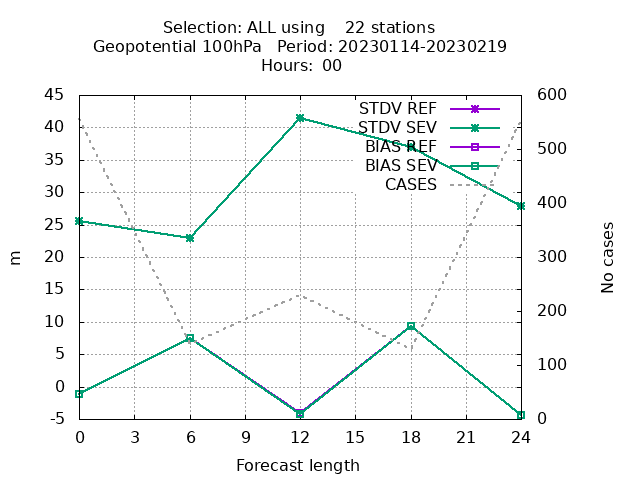 Selection: ALL using    22 stations
Geopotential 100hPa   Period: 20230114-20230219
Hours: 00
45
40
35
30
25
20
15
10
5
0
-5
m
600
500
400
300
200
100
0
No cases
STDV REF
STDV SEV
BIAS REF
BIAS SEV
CASES
0 3 6 9 12 15 18 21 24
Forecast length